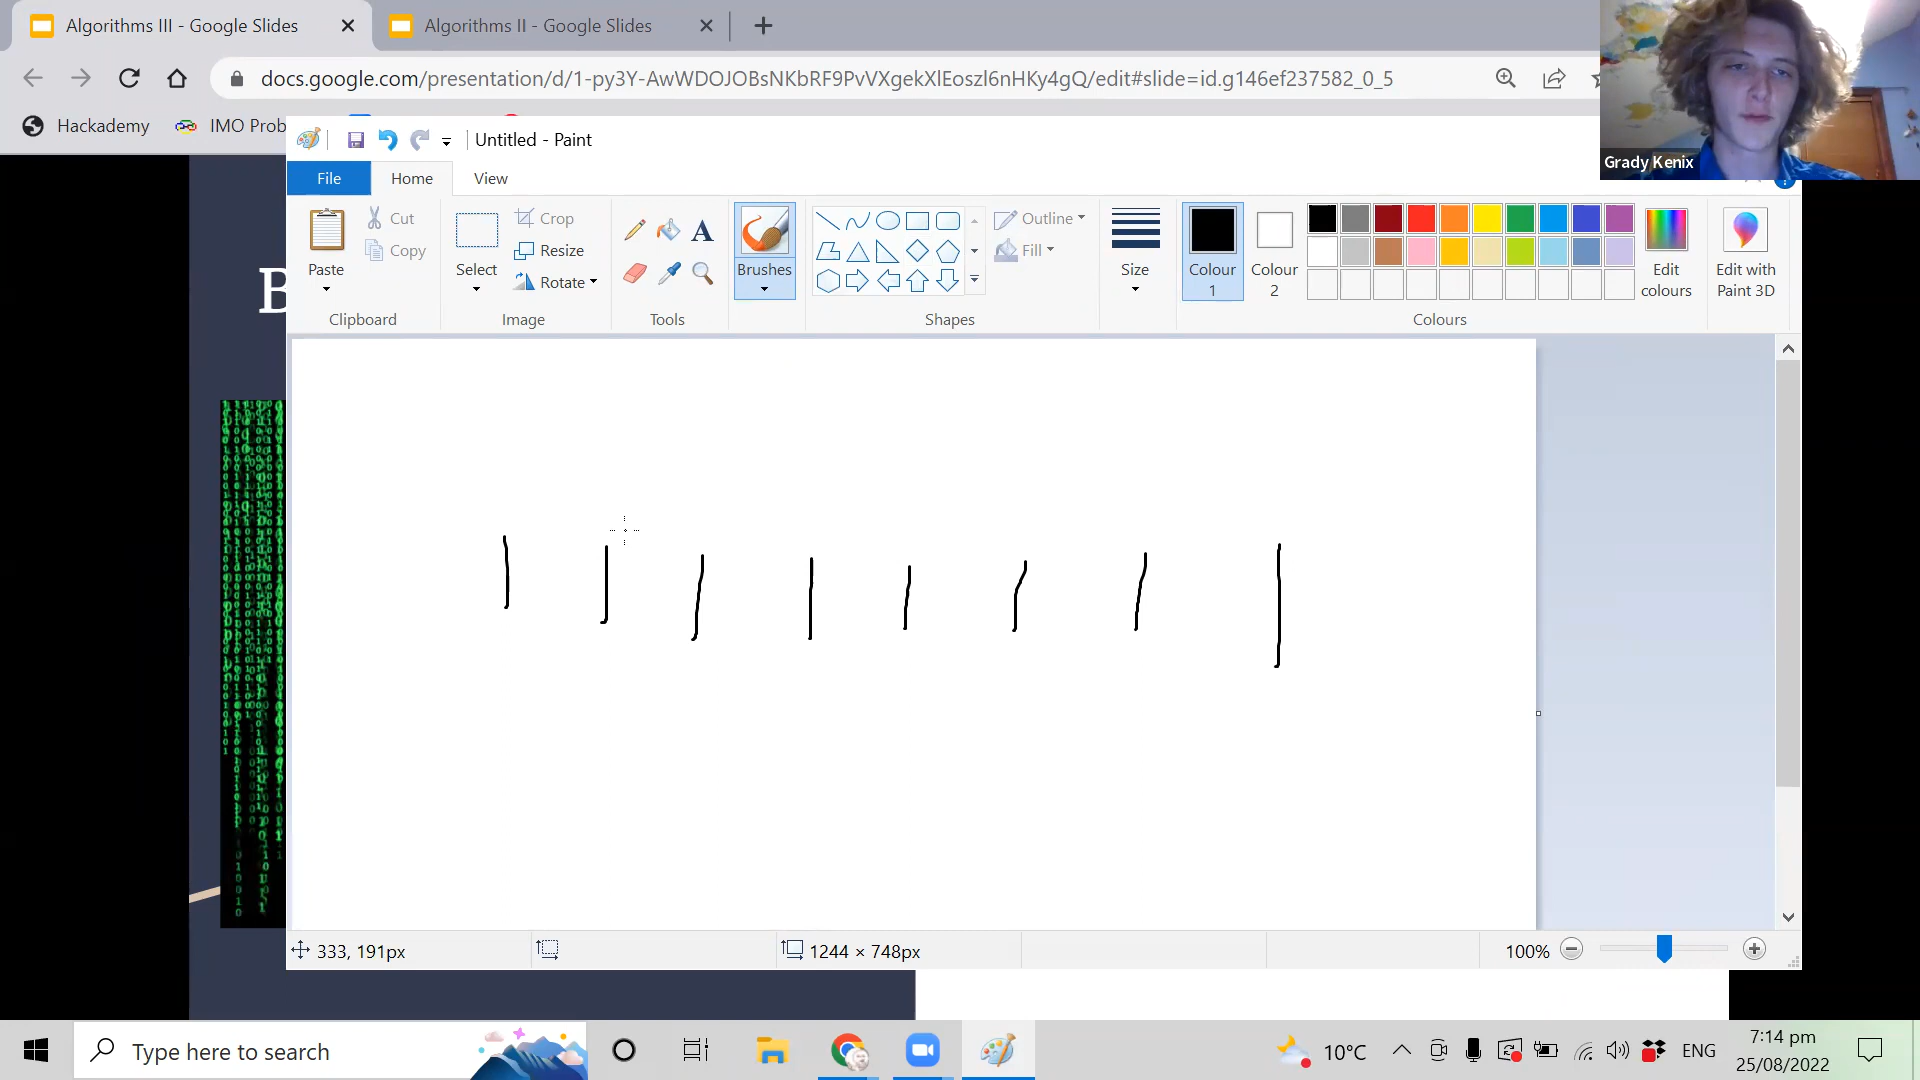 Algorithms III - Google Slides
Algorithms II - Google Slides
docs.google.com/presentation/d/1-py3Y-AwWDOJOBsNKbRF9PvVXgekXlEoszl6nHKy4gQ/edit#slide=id.g146ef237582_0_5
Hackademy
IMO Prob
Grady Kenix
Untitled - Paint
File
Home
View
Paste
Cut
Copy
Clipboard
Select
Crop
Resize
Rotate
Image
Tools
Brushes
Shapes
Outline
Fill
Size
Colour
1
Colour
2
Edit
colours
Edit with
Paint 3D
Colours
B
333, 191px
1244 × 748px
100%
Type here to search
10°C
ENG
7:14 pm
25/08/2022